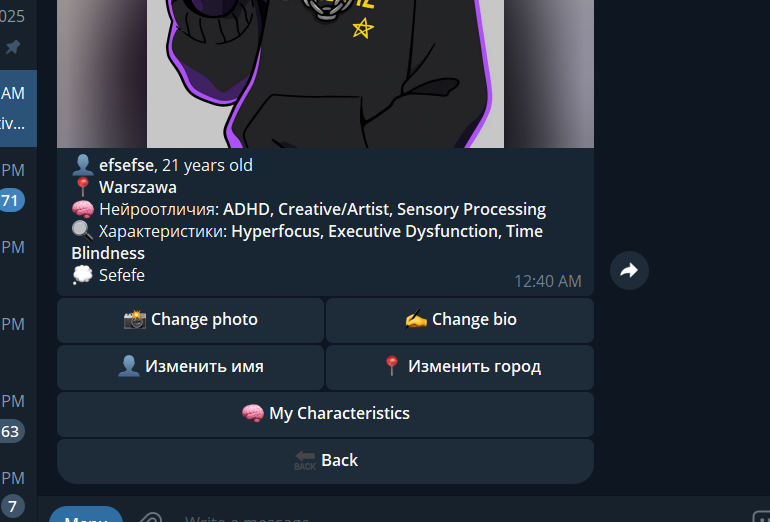 025
AM
iv...
PM
71
PM
PM
PM
63
PM
7
efsefse, 21 years old
Warszawa
Нейроотличия: ADHD, Creative/Artist, Sensory Processing
Характеристики: Hyperfocus, Executive Dysfunction, Time
Blindness
Sefefe
12:40 AM
Change photo
Change bio
Изменить имя
Изменить город
My Characteristics
BACK Back
Menu
Write a message...